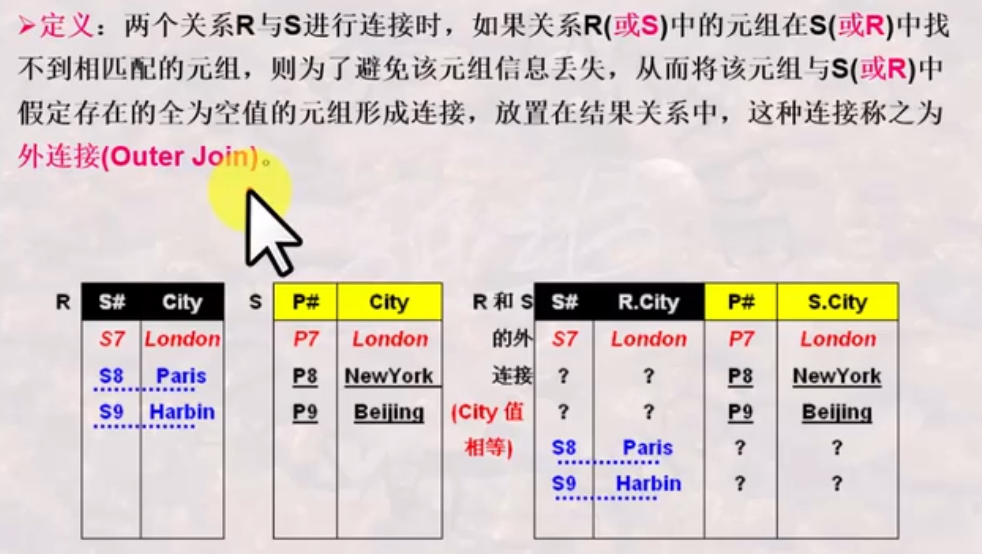 ➢定义：两个关系R与S进行连接时，如果关系R(或S)中的元组在S(或R)中找
不到相匹配的元组，则为了避免该元组信息丢失，从而将该元组与S(或R)中
假定存在的全为空值的元组形成连接，放置在结果关系中，这种连接称之为
外连接(Outer Join)。
R S# City
S7 London
S8 Paris
S9 Harbin
S P# City
P7 London
P8 NewYork
P9 Beijing
R 和 S
的外
连接
(City 值
相等)
S# R.City P# S.City
S7 London P7 London
? ? P8 NewYork
? ? P9 Beijing
S8 Paris ? ?
S9 Harbin ? ?